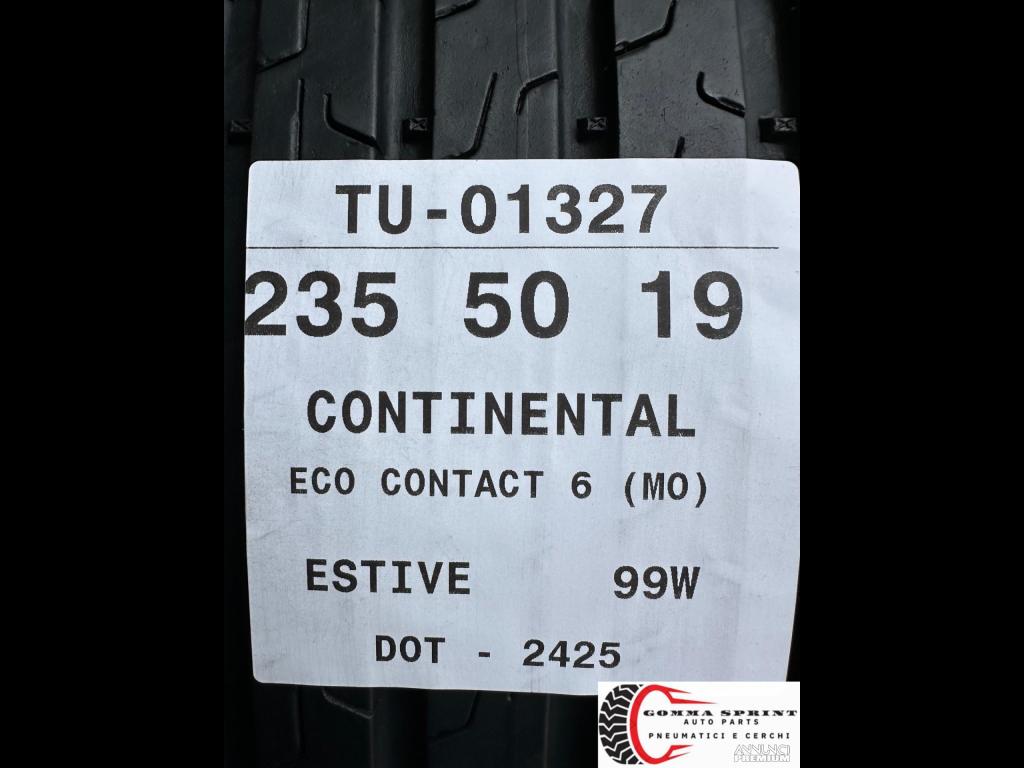 TU-01327
235 50 19
CONTINENTAL
ECO CONTACT 6 (MO)
ESTIVE 99W
DOT - 2425
GOMMA SPRINT
AUTO PARTS
PNEUMATICI E CERCHI
ANNUNCI
PREMIUM